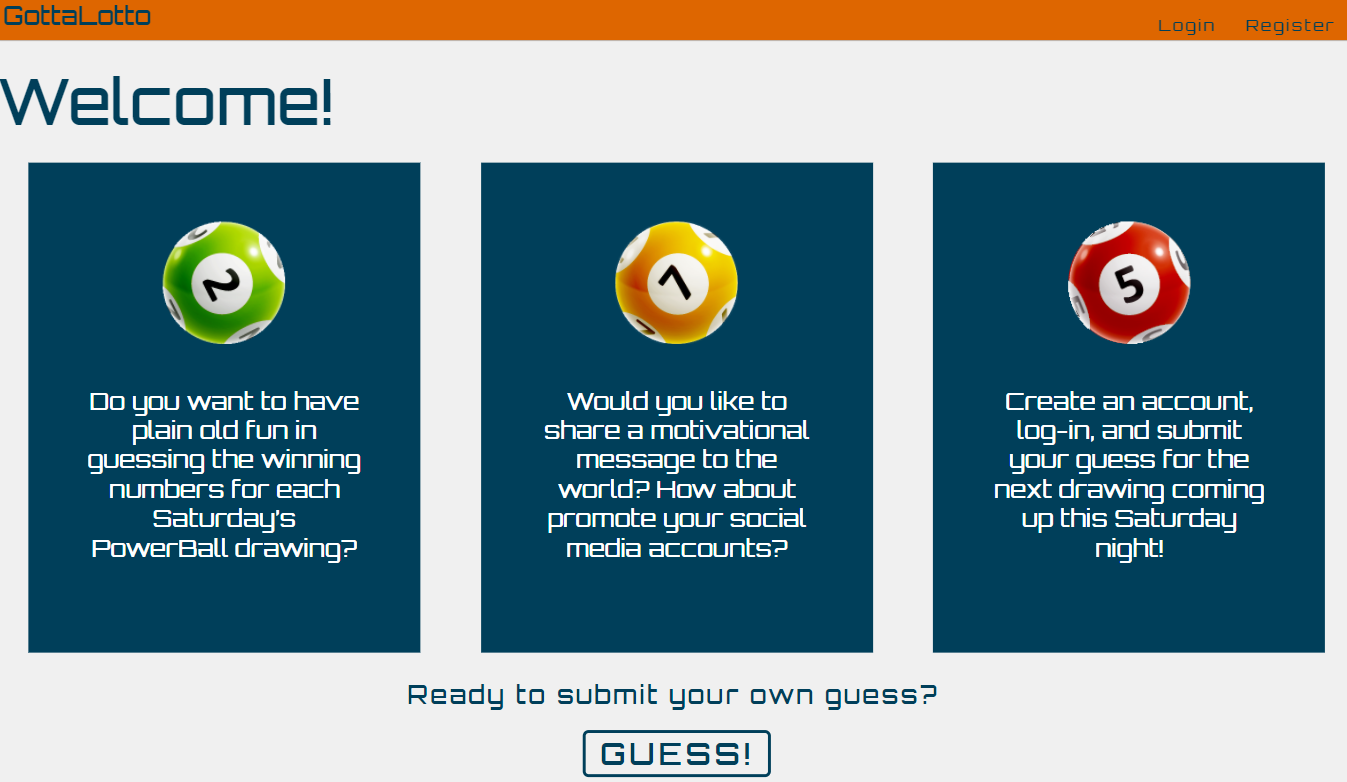 GottaLotto
Login Register
Welcome!
2
7
5
Do you want to have
plain old fun in
guessing the winning
numbers for each
Saturday's
PowerBall drawing?
Would you like to
share a motivational
message to the
world? How about
promote your social
media accounts?
Create an account,
log-in, and submit
your guess for the
next drawing coming
up this Saturday
night!
Ready to submit your own guess?
GUESS!